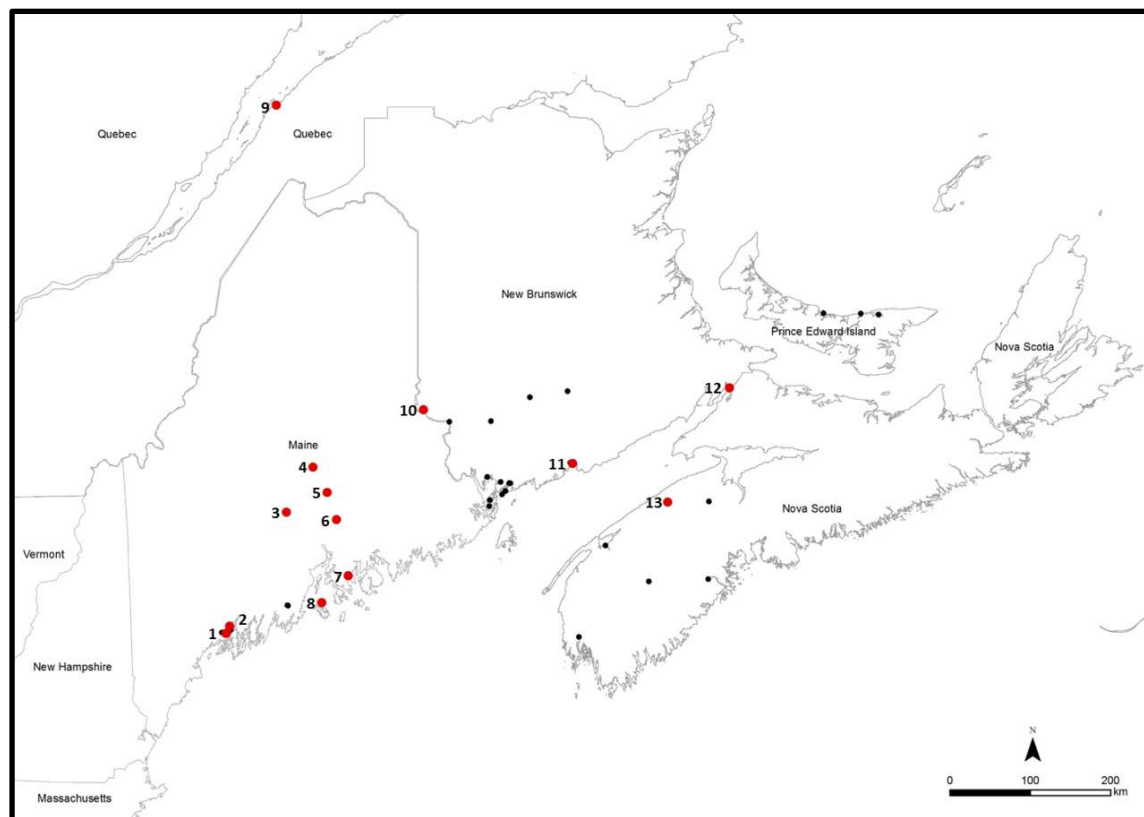 9
Quebec
Quebec
New Brunswick
Prince Edward Island
Nova Scotia
12
10
Maine
4
11
5
13
3
6
Nova Scotia
Vermont
7
8
2
1
New Hampshire
N
Massachusetts
0 100 200
km